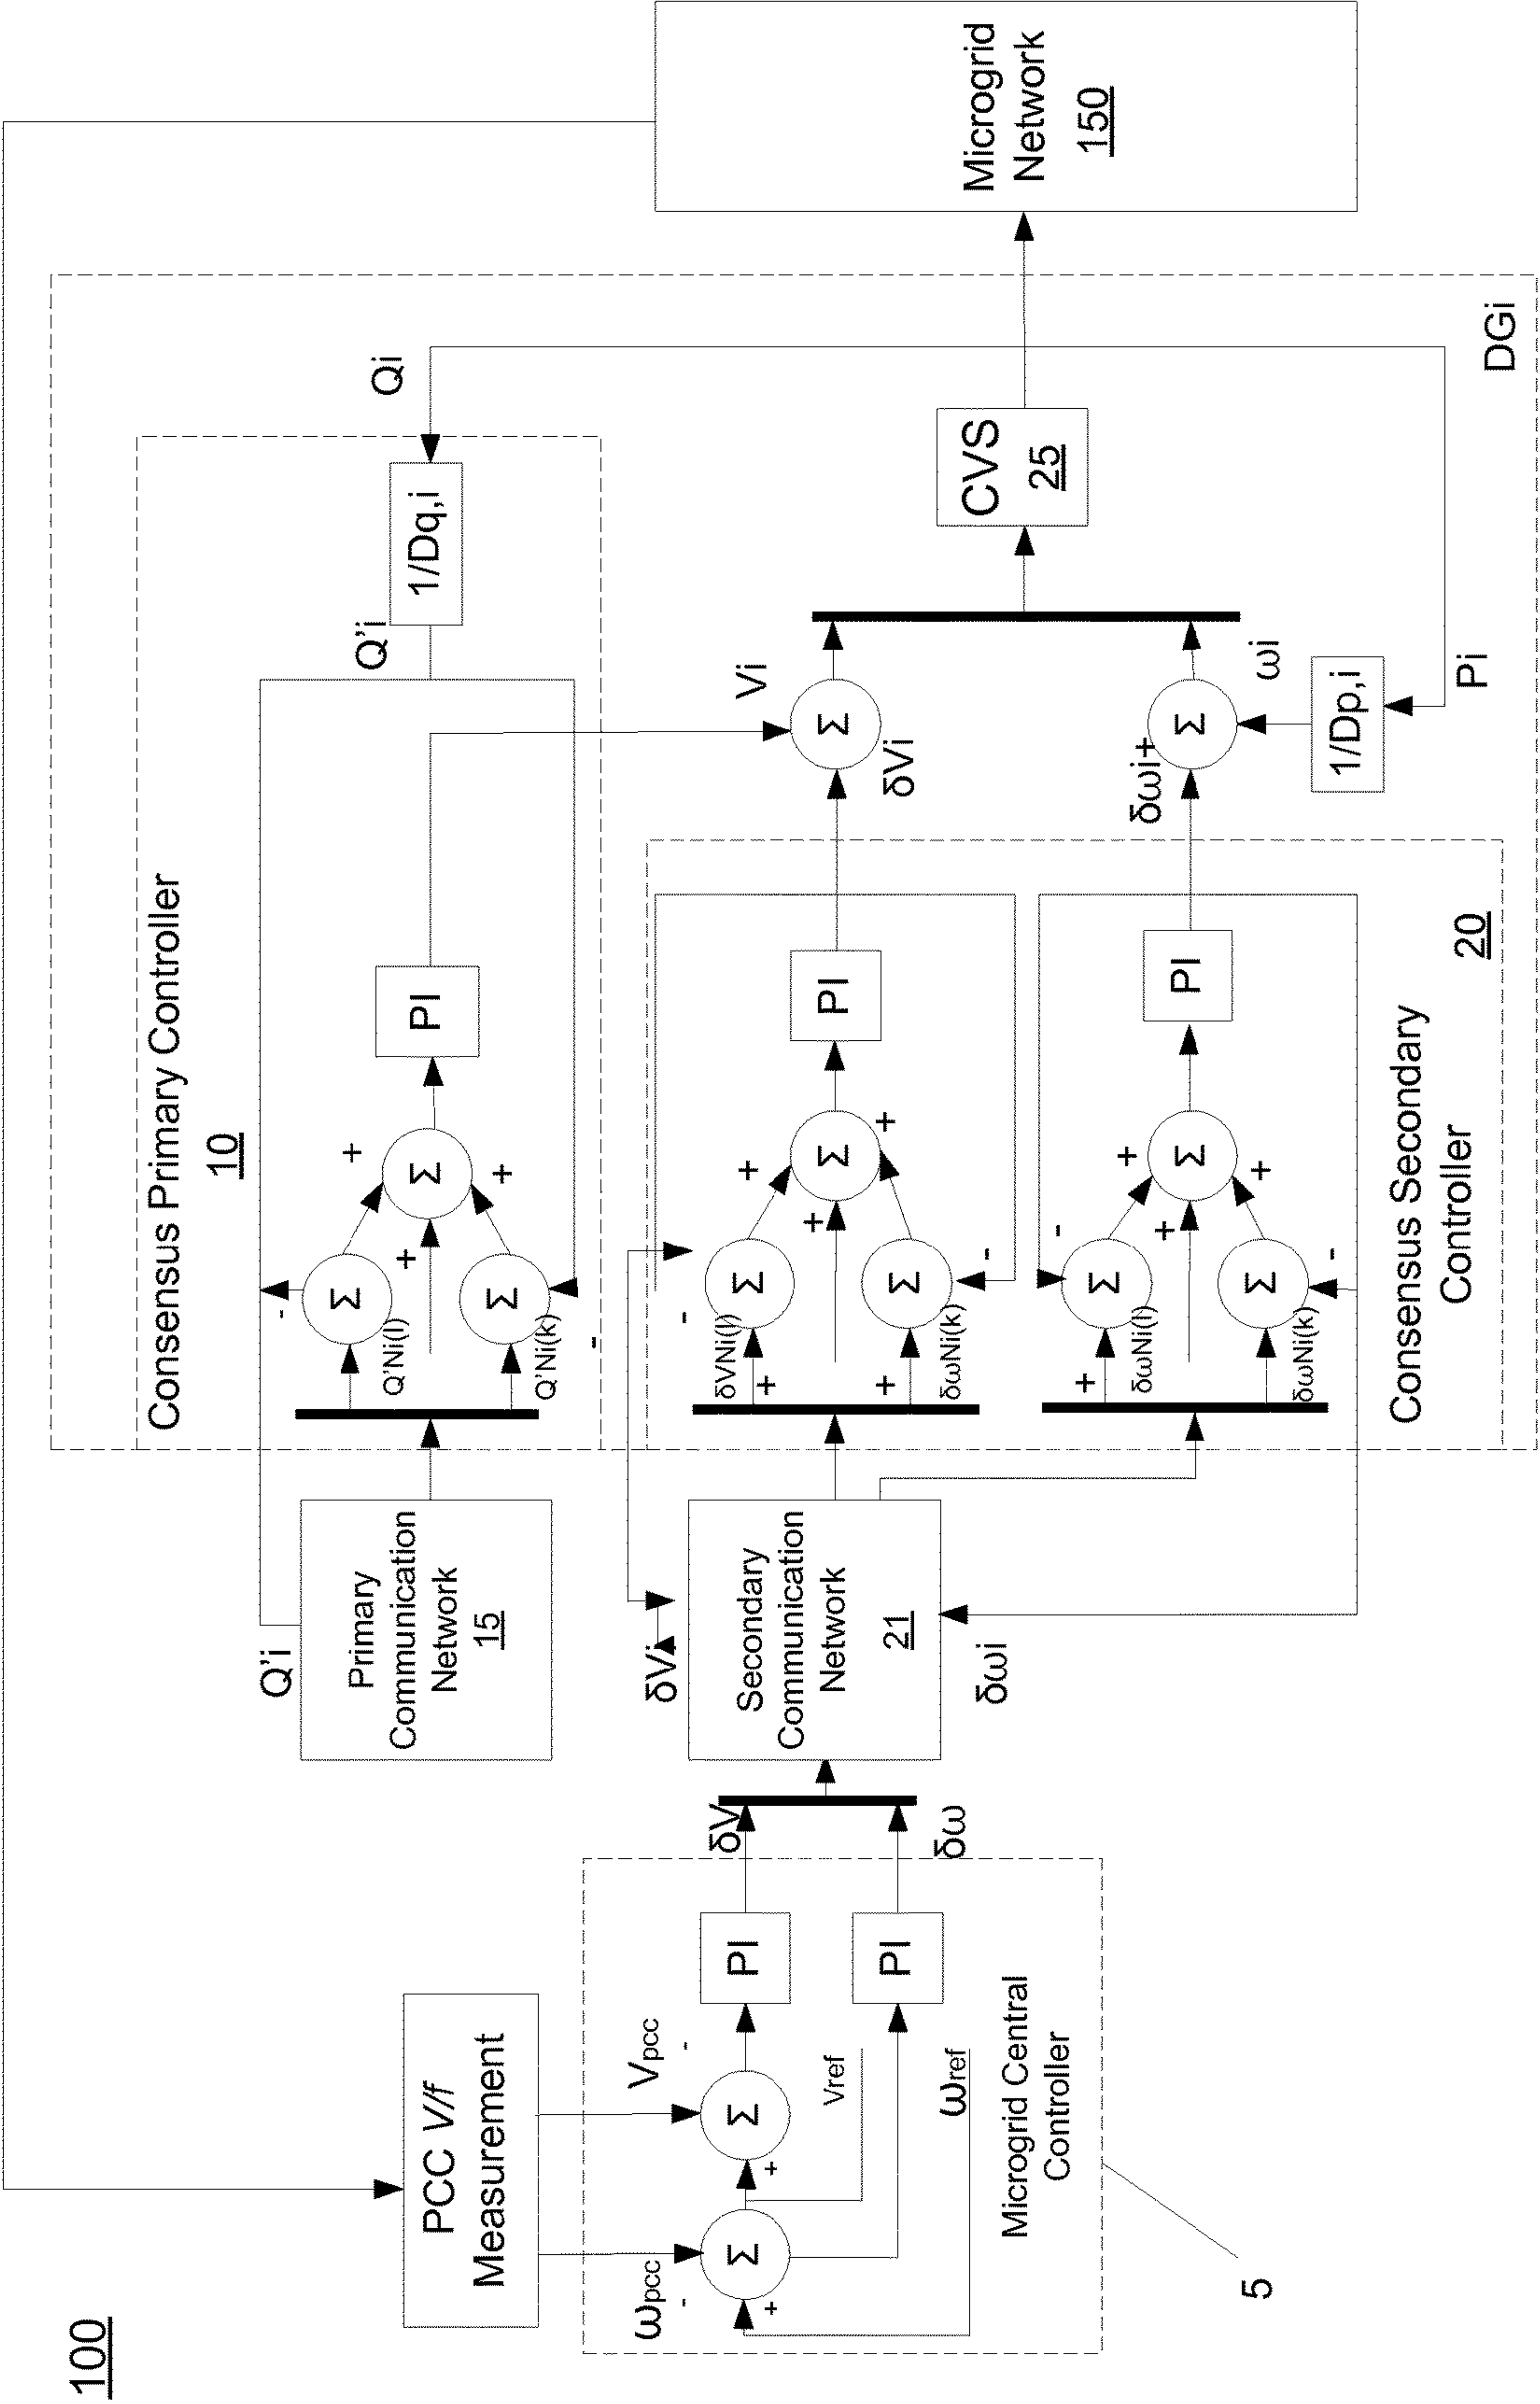 100
PCC V/f
Measurement
ωpcc
-
+
Σ
Vpcc
-
+
Σ
Vref
ωref
PI
PI
Microgrid Central
Controller
5
δV
δω
Q'i
Primary
Communication
Network
15
δVi
Secondary
Communication
Network
21
δωi
Consensus Primary Controller
10
Q'Ni(l)
Q'Ni(k)
-
Σ
+
Σ
-
+
Σ
+
PI
Q'i
1/Dq,i
Qi
δVNi(l)
+
-
Σ
+
δωNi(k)
+
Σ
-
+
Σ
+
PI
δVi
Σ
Vi
δωNi(l)
+
-
Σ
+
δωNi(k)
Σ
-
+
Σ
+
PI
δωi+
Σ
ωi
1/Dp,i
Pi
Consensus Secondary
Controller
20
CVS
25
DGi
Microgrid
Network
150